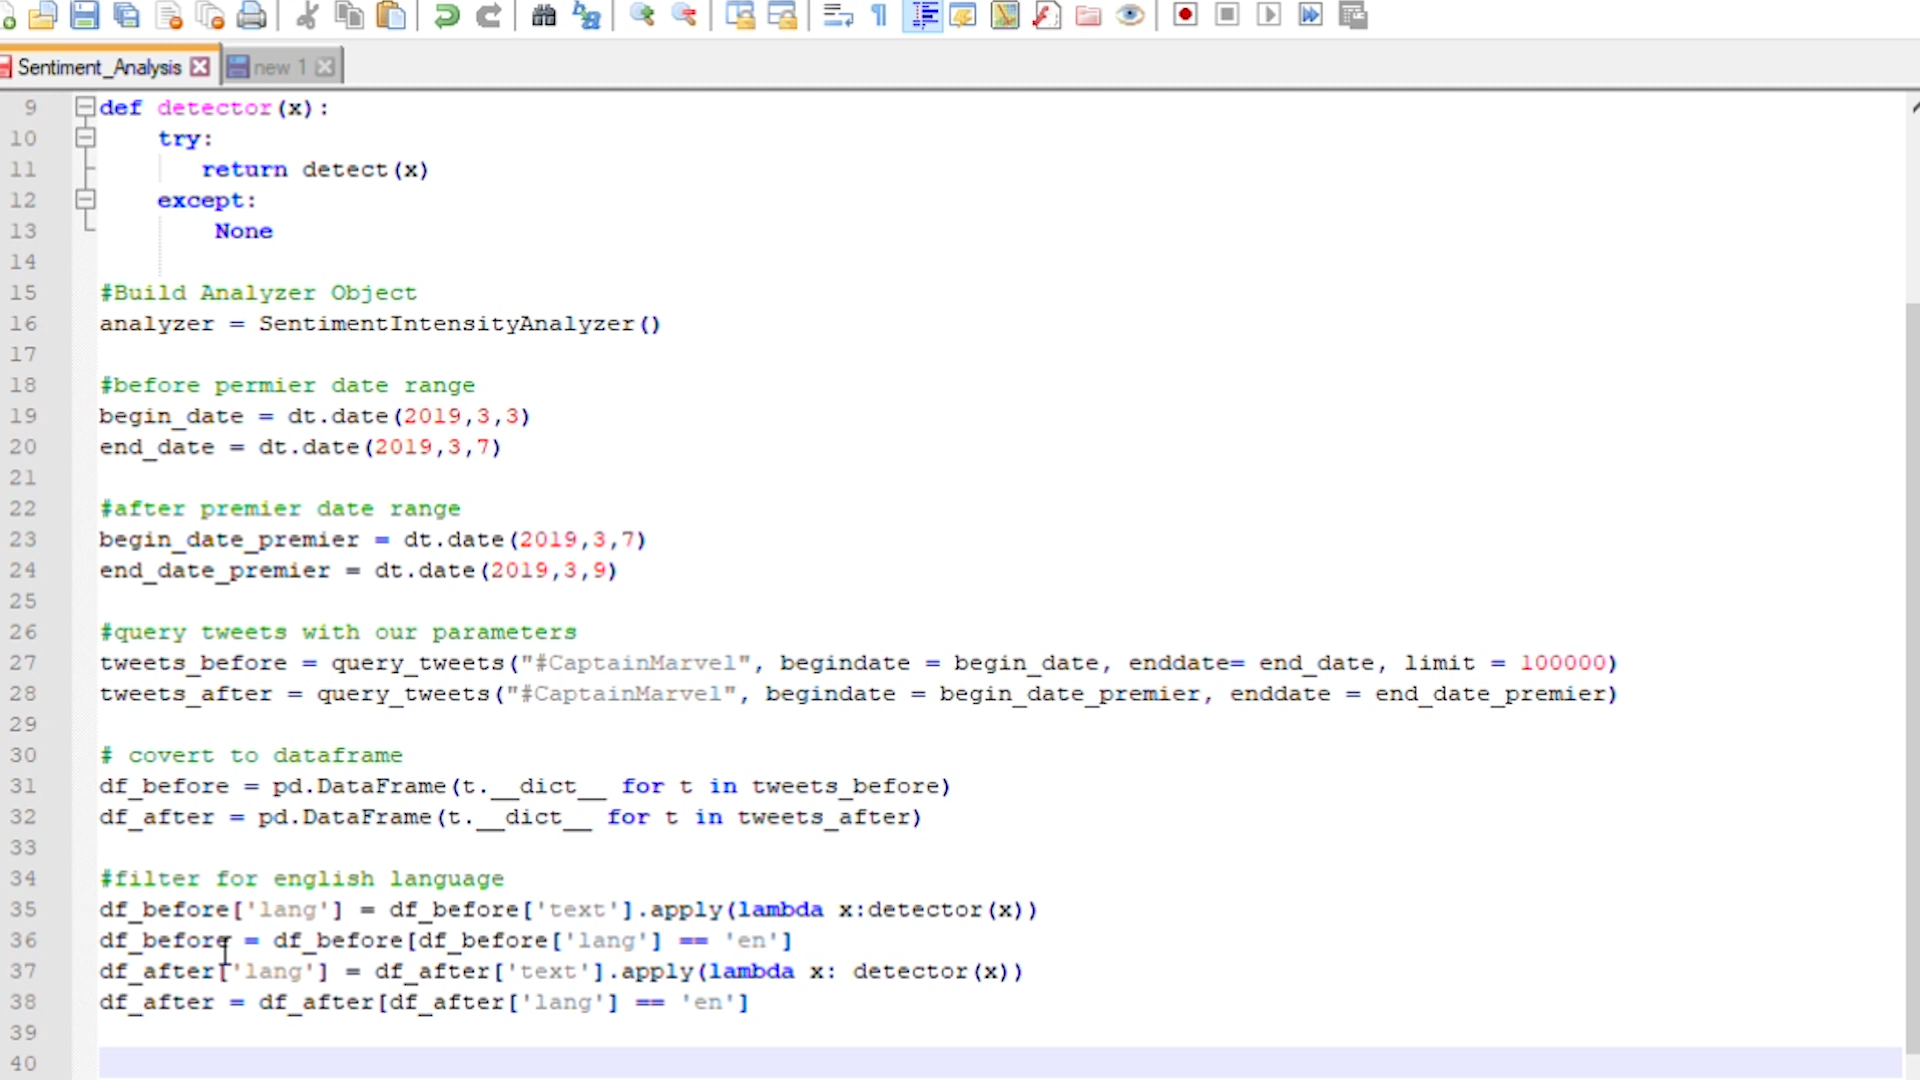 Sentiment_Analysis new 1
9 def detector(x):
10 try:
11 return detect(x)
12 except:
13 None
14
15 #Build Analyzer Object
16 analyzer = SentimentIntensityAnalyzer()
17
18 #before permier date range
19 begin_date = dt.date(2019,3,3)
20 end_date = dt.date(2019,3,7)
21
22 #after premier date range
23 begin_date_premier = dt.date(2019,3,7)
24 end_date_premier = dt.date(2019,3,9)
25
26 #query tweets with our parameters
27 tweets_before = query_tweets("#CaptainMarvel", begindate = begin_date, enddate= end_date, limit = 100000)
28 tweets_after = query_tweets("#CaptainMarvel", begindate = begin_date_premier, enddate = end_date_premier)
29
30 # covert to dataframe
31 df_before = pd.DataFrame(t.__dict__ for t in tweets_before)
32 df_after = pd.DataFrame(t.__dict__ for t in tweets_after)
33
34 #filter for english language
35 df_before['lang'] = df_before['text'].apply(lambda x:detector(x))
36 df_before = df_before[df_before['lang'] == 'en']
37 df_after['lang'] = df_after['text'].apply(lambda x: detector(x))
38 df_after = df_after[df_after['lang'] == 'en']
39
40